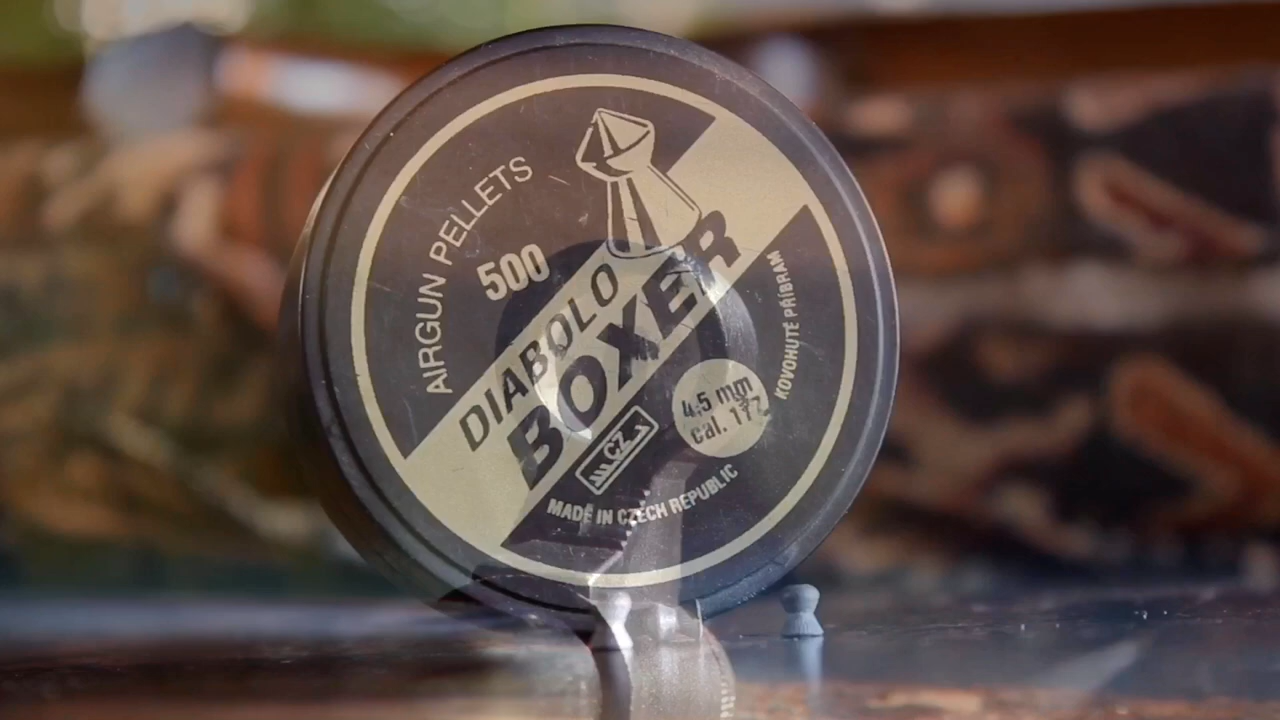 AIRGUN PELLETS
500
DIABOLO
BOXER
CZ
4.5 mm
cal. 177
KOVOHUTĚ PŘÍBRAM
MADE IN CZECH REPUBLIC